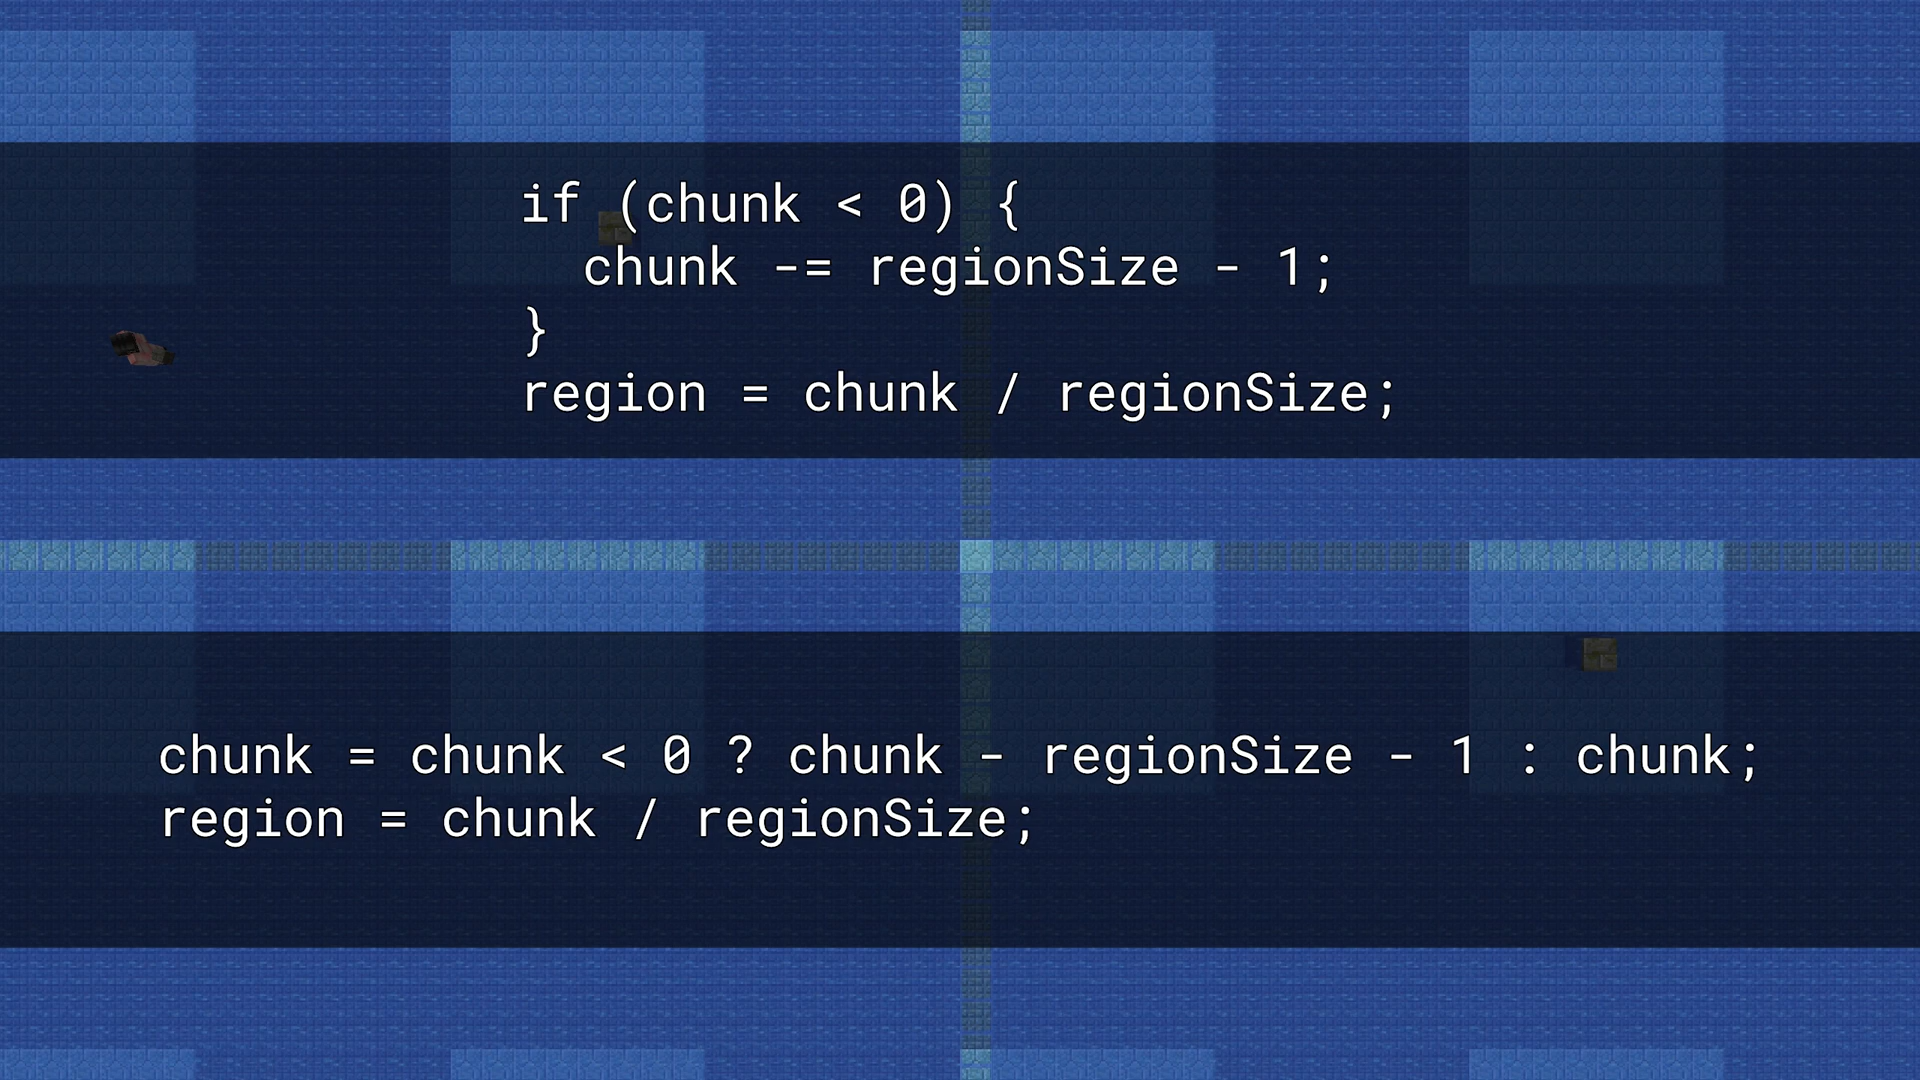 if (chunk < 0) {
chunk -= regionSize - 1;
}
region = chunk / regionSize;
chunk = chunk < 0 ? chunk - regionSize - 1 : chunk;
region = chunk / regionSize;